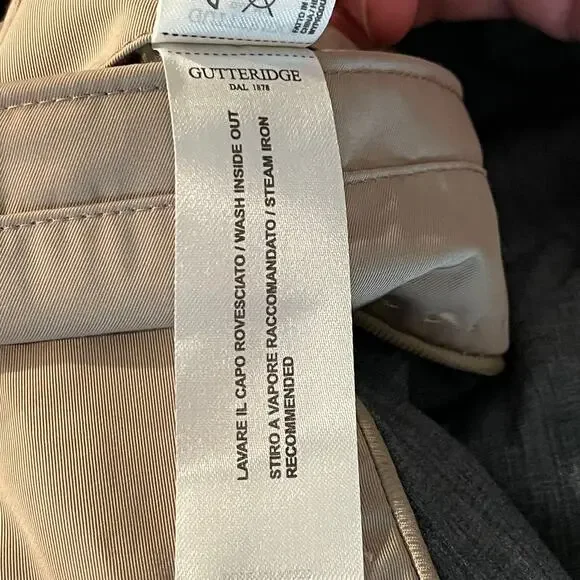 GUTTERIDGE
DAL 1878
LAVARE IL CAPO ROVESCIATO / WASH INSIDE OUT
STIRO A VAPORE RACCOMANDATO / STEAM IRON
RECOMMENDED